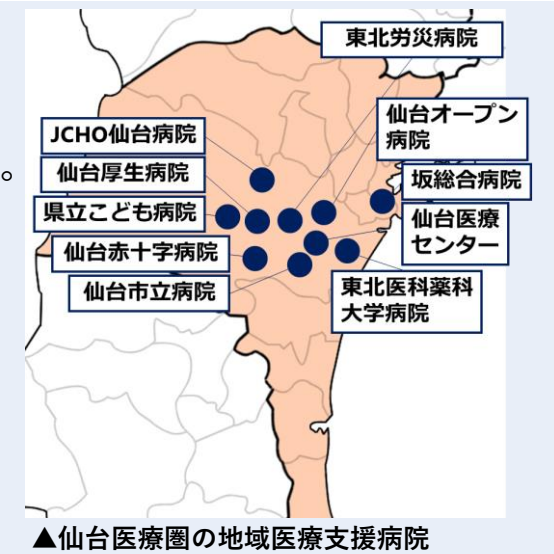 東北労災病院
仙台オープン
病院
JCHO仙台病院
。
仙台厚生病院
坂総合病院
県立こども病院
仙台医療
センター
仙台赤十字病院
仙台市立病院
東北医科薬科
大学病院
▲仙台医療圏の地域医療支援病院